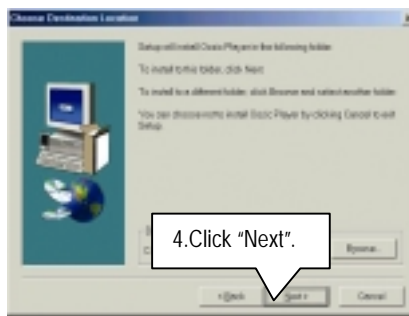 Choose Destination Location
Setup will install Cozic Player in the following folder.
To install to this folder, click Next.
To install to a different folder, click Browse and select another folder.
You can choose not to install Player by clicking Cancel to exit
Setup.
4.Click “Next”.
Browse...
< Back
Next >
Cancel